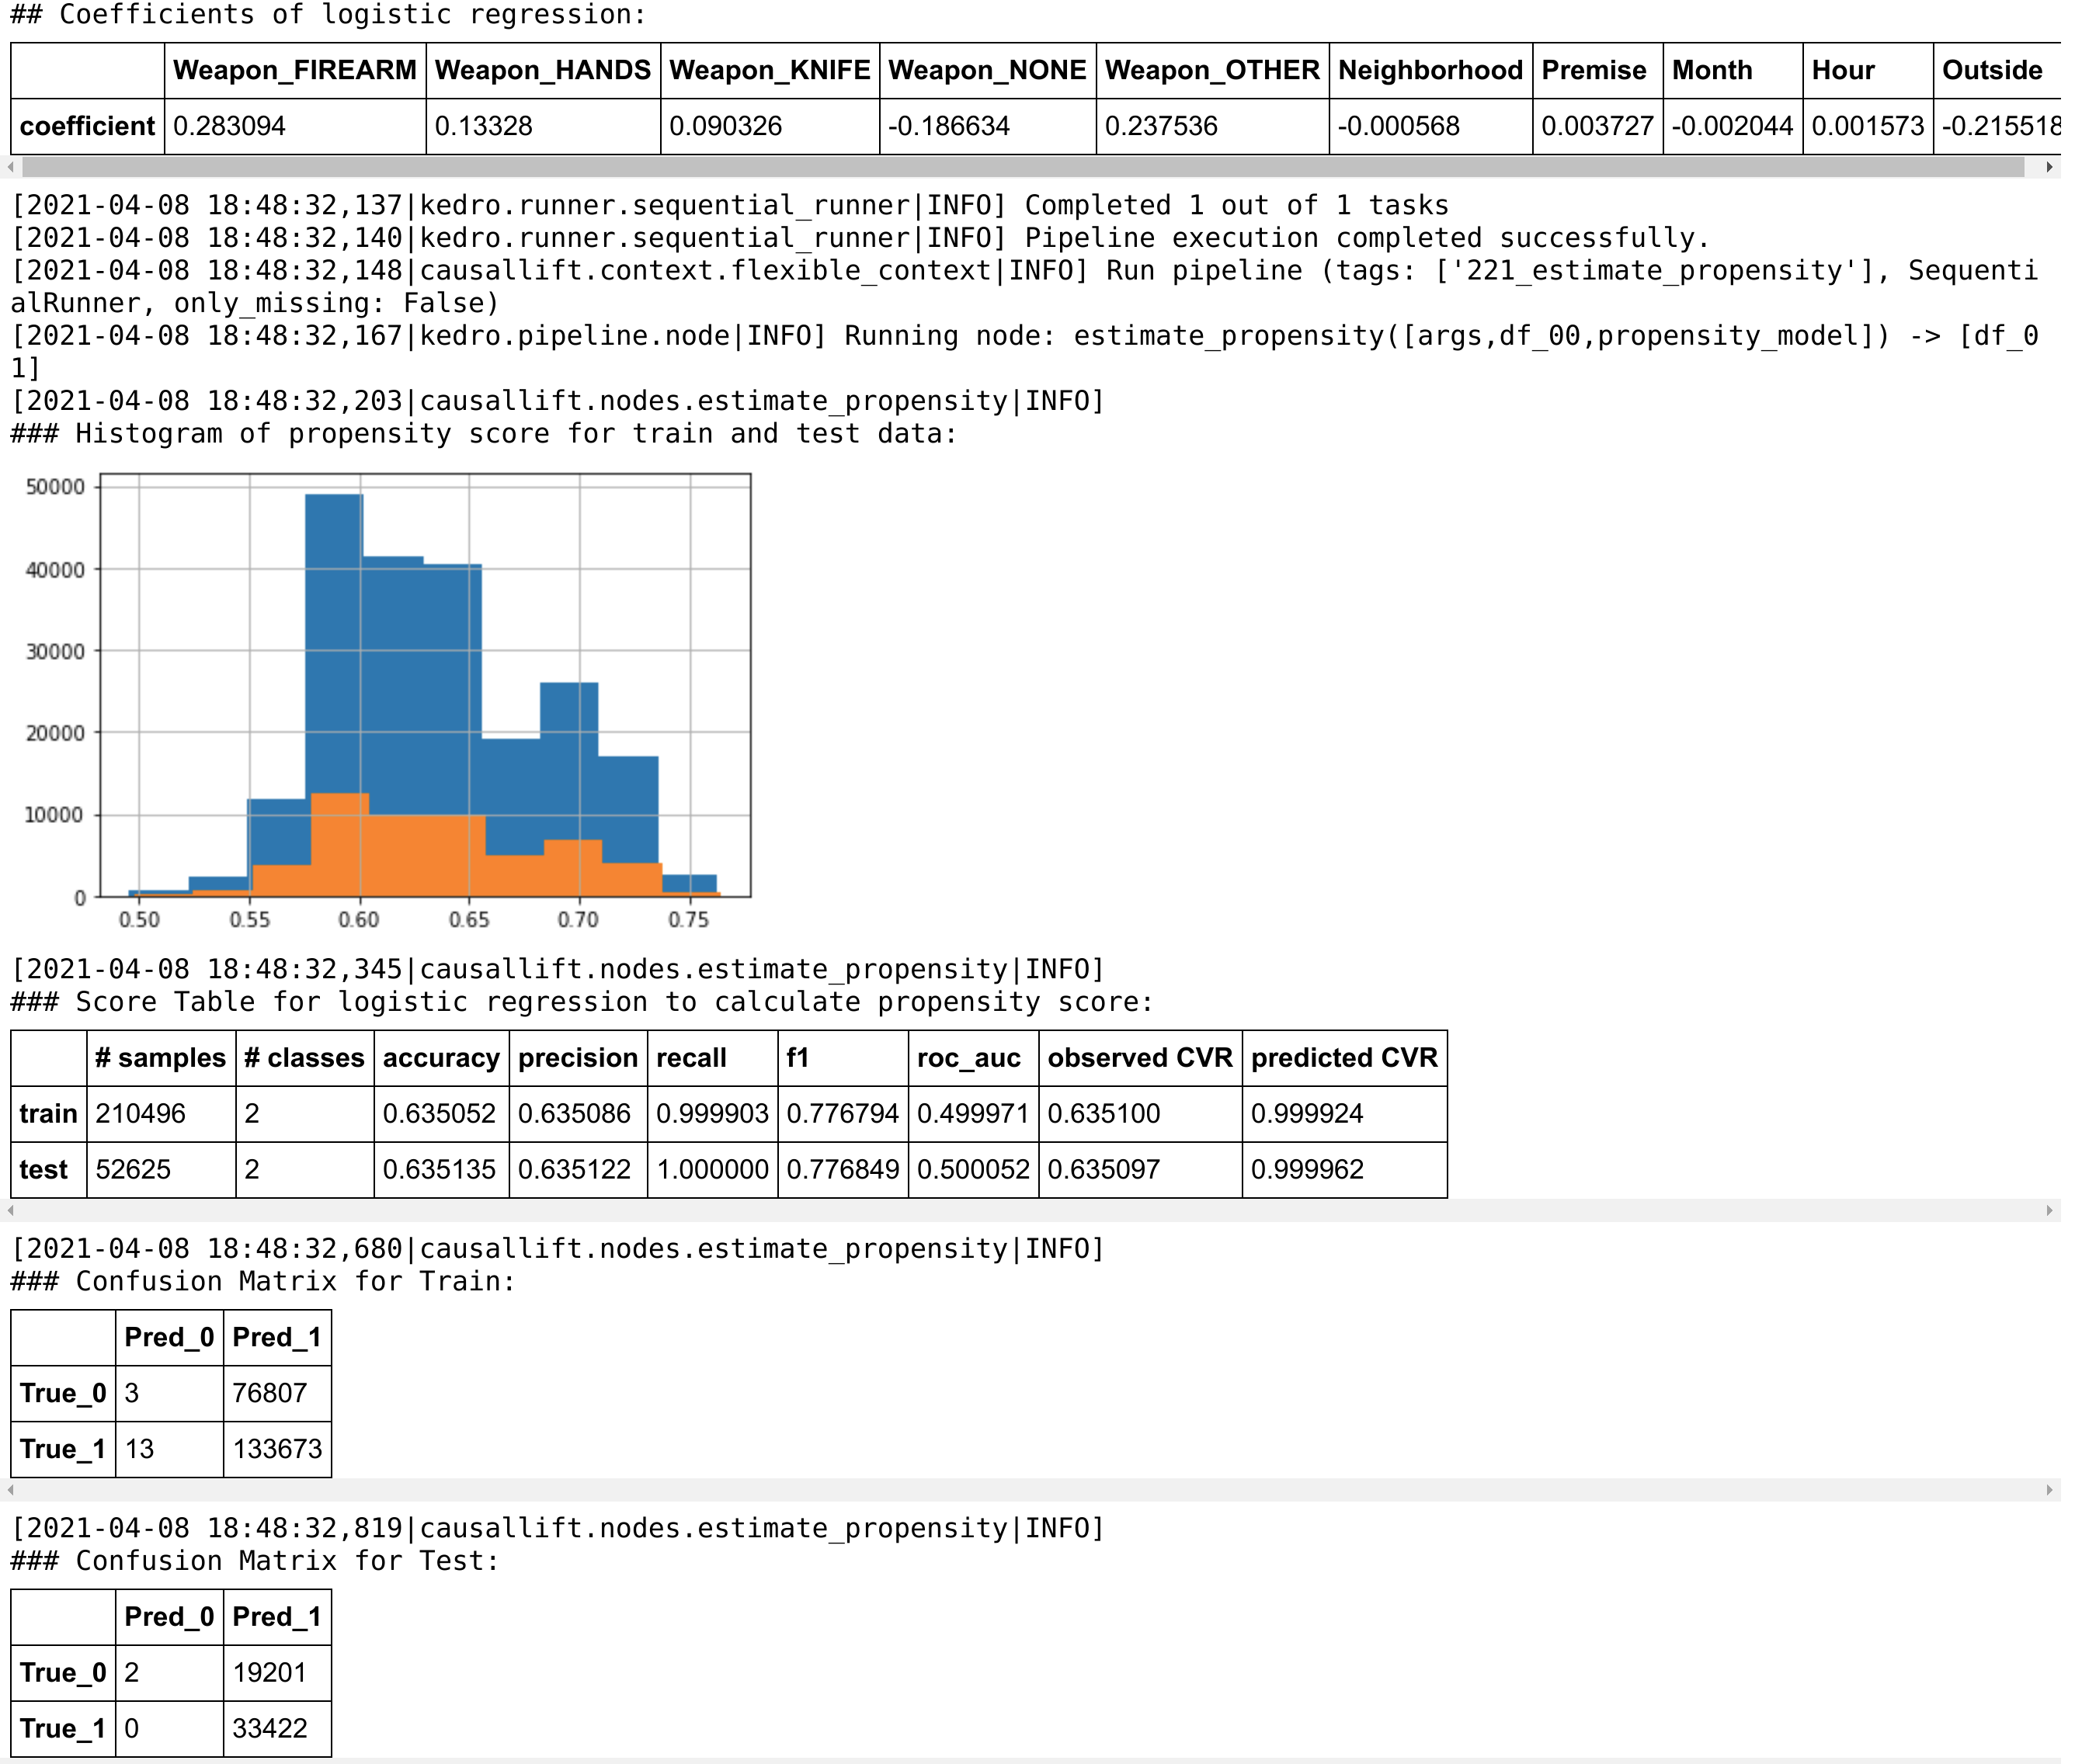 ## Coefficients of logistic regression:
Weapon_FIREARM Weapon_HANDS Weapon_KNIFE Weapon_NONE Weapon_OTHER Neighborhood Premise Month Hour Outside
coefficient 0.283094 0.13328 0.090326 -0.186634 0.237536 -0.000568 0.003727 -0.002044 0.001573 -0.215518
[2021-04-08 18:48:32,137|kedro.runner.sequential_runner|INFO] Completed 1 out of 1 tasks
[2021-04-08 18:48:32,140|kedro.runner.sequential_runner|INFO] Pipeline execution completed successfully.
[2021-04-08 18:48:32,148|causallift.context.flexible_context|INFO] Run pipeline (tags: ['221_estimate_propensity'], Sequenti
alRunner, only_missing: False)
[2021-04-08 18:48:32,167|kedro.pipeline.node|INFO] Running node: estimate_propensity([args,df_00,propensity_model]) -> [df_0
1]
[2021-04-08 18:48:32,203|causallift.nodes.estimate_propensity|INFO]
### Histogram of propensity score for train and test data:
50000
40000
30000
20000
10000
0
0.50 0.55 0.60 0.65 0.70 0.75
[2021-04-08 18:48:32,345|causallift.nodes.estimate_propensity|INFO]
### Score Table for logistic regression to calculate propensity score:
# samples # classes accuracy precision recall f1 roc_auc observed CVR predicted CVR
train 210496 2 0.635052 0.635086 0.999903 0.776794 0.499971 0.635100 0.999924
test 52625 2 0.635135 0.635122 1.000000 0.776849 0.500052 0.635097 0.999962
[2021-04-08 18:48:32,680|causallift.nodes.estimate_propensity|INFO]
### Confusion Matrix for Train:
Pred_0 Pred_1
True_0 3 76807
True_1 13 133673
[2021-04-08 18:48:32,819|causallift.nodes.estimate_propensity|INFO]
### Confusion Matrix for Test:
Pred_0 Pred_1
True_0 2 19201
True_1 0 33422